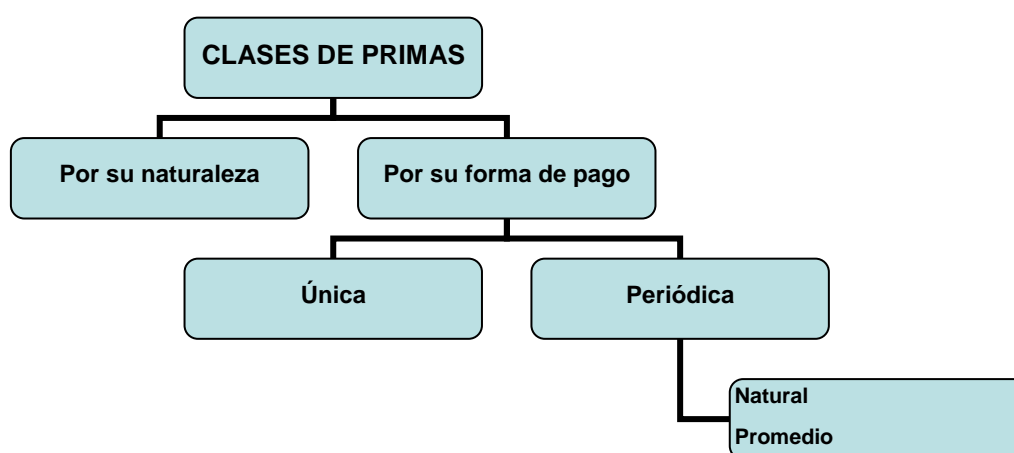 CLASES DE PRIMAS
Por su naturaleza
Por su forma de pago
Única
Periódica
Natural
Promedio